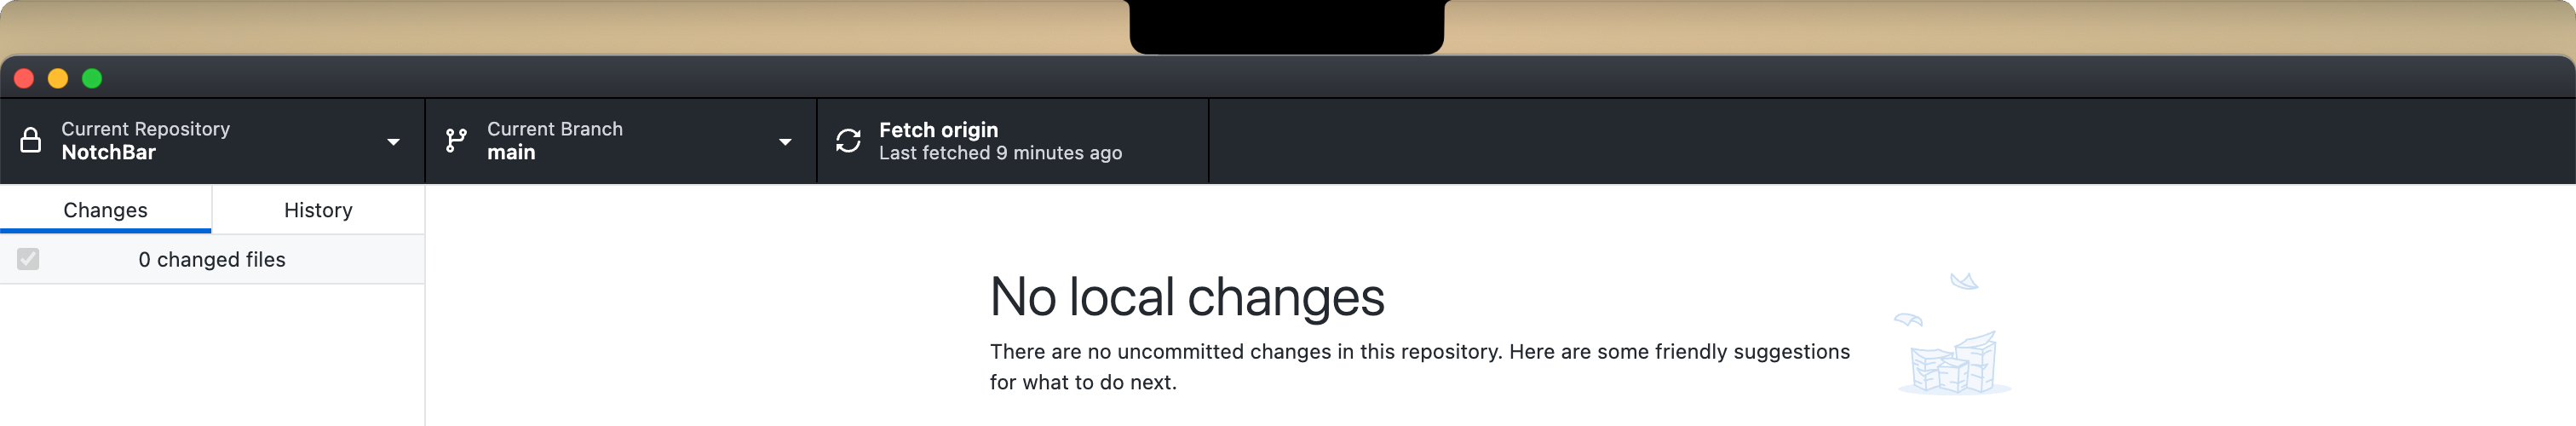 Current Repository
NotchBar
Current Branch
main
Fetch origin
Last fetched 9 minutes ago
Changes
History
0 changed files
No local changes
There are no uncommitted changes in this repository. Here are some friendly suggestions
for what to do next.